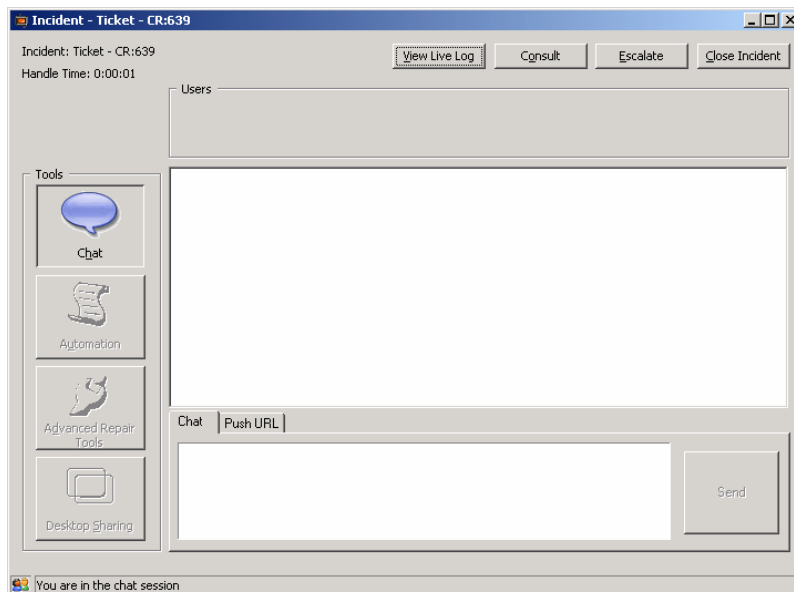 Incident - Ticket - CR:639
Incident: Ticket - CR:639
Handle Time: 0:00:01
View Live Log
Consult
Escalate
Close Incident
Users
Tools
Chat
Automation
Advanced Repair
Tools
Desktop Sharing
Chat
Push URL
Send
You are in the chat session